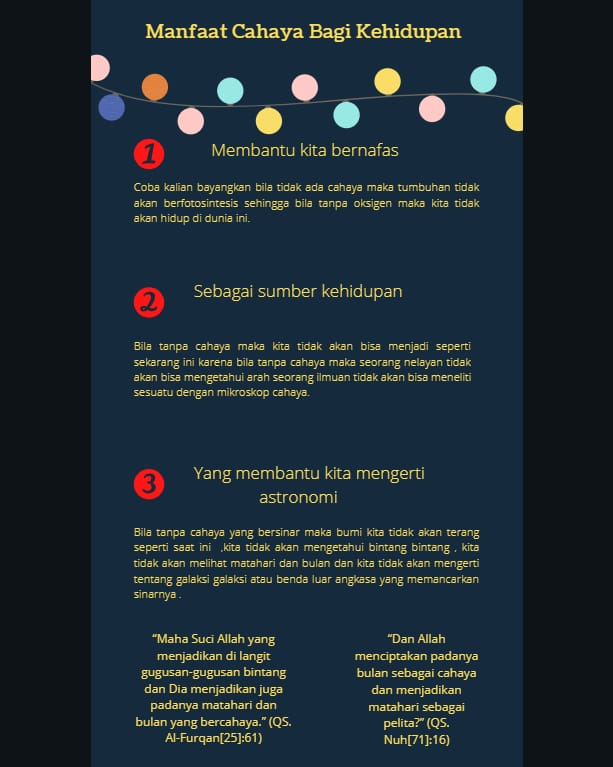 Manfaat Cahaya Bagi Kehidupan
1
Membantu kita bernafas
Coba kalian bayangkan bila tidak ada cahaya maka tumbuhan tidak
akan berfotosintesis sehingga bila tanpa oksigen maka kita tidak
akan hidup di dunia ini.
2
Sebagai sumber kehidupan
Bila tanpa cahaya maka kita tidak akan bisa menjadi seperti
sekarang ini karena bila tanpa cahaya maka seorang nelayan tidak
akan bisa mengetahui arah seorang ilmuan tidak akan bisa meneliti
sesuatu dengan mikroskop cahaya.
3
Yang membantu kita mengerti
astronomi
Bila tanpa cahaya yang bersinar maka bumi kita tidak akan terang
seperti saat ini ,kita tidak akan mengetahui bintang bintang , kita
tidak akan melihat matahari dan bulan dan kita tidak akan mengerti
tentang galaksi galaksi atau benda luar angkasa yang memancarkan
sinarnya .
“Maha Suci Allah yang
menjadikan di langit
gugusan-gugusan bintang
dan Dia menjadikan juga
padanya matahari dan
bulan yang bercahaya.” (QS.
Al-Furqan[25]:61)
“Dan Allah
menciptakan padanya
bulan sebagai cahaya
dan menjadikan
matahari sebagai
pelita?” (QS.
Nuh[71]:16)